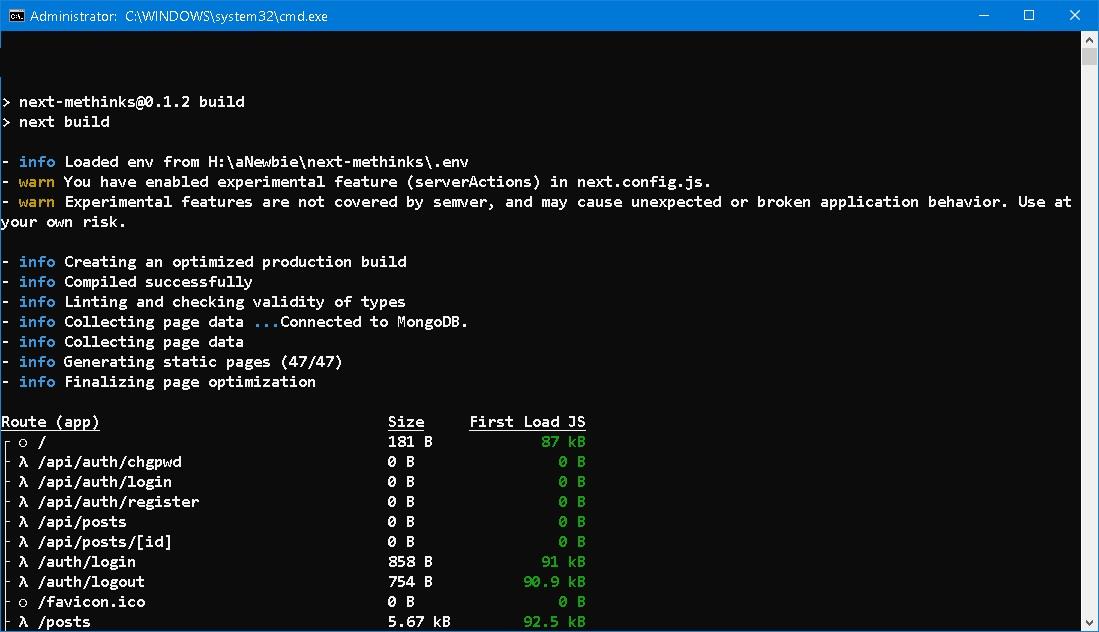 Administrator: C:\WINDOWS\system32\cmd.exe
> next-methinks@0.1.2 build
> next build
- info Loaded env from H:\aNewbie\next-methinks\.env
- warn You have enabled experimental feature (serverActions) in next.config.js.
- warn Experimental features are not covered by semver, and may cause unexpected or broken application behavior. Use at
your own risk.
- info Creating an optimized production build
- info Compiled successfully
- info Linting and checking validity of types
- info Collecting page data ...Connected to MongoDB.
- info Collecting page data
- info Generating static pages (47/47)
- info Finalizing page optimization
Route (app) Size First Load JS
┌ ○ / 181 B 87 kB
├ λ /api/auth/chgpwd 0 B 0 B
├ λ /api/auth/login 0 B 0 B
├ λ /api/auth/register 0 B 0 B
├ λ /api/posts 0 B 0 B
├ λ /api/posts/[id] 0 B 0 B
├ λ /auth/login 858 B 91 kB
├ λ /auth/logout 754 B 90.9 kB
├ ○ /favicon.ico 0 B 0 B
├ λ /posts 5.67 kB 92.5 kB